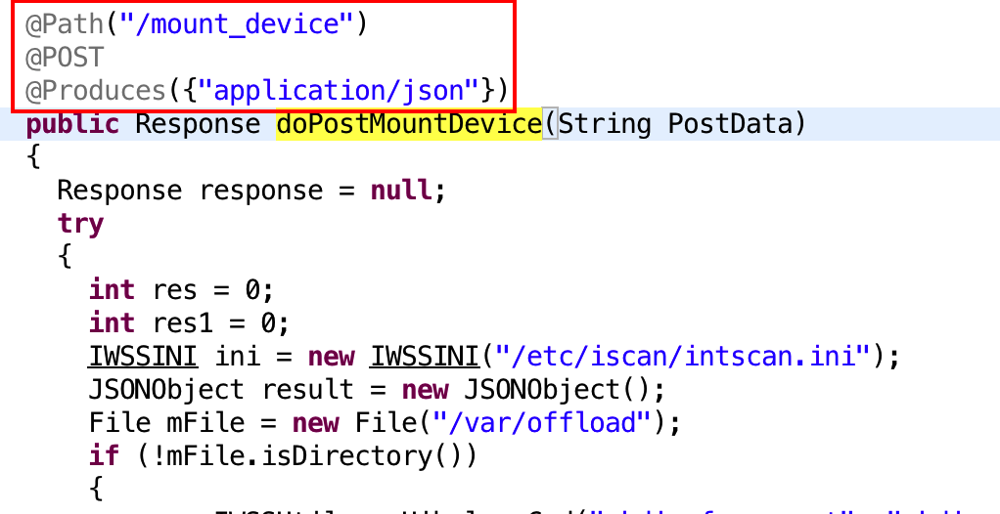 @Path("/mount_device")
@POST
@Produces({"application/json"})
public Response doPostMountDevice(String PostData)
{
Response response = null;
try
{
int res = 0;
int res1 = 0;
IWSSINI ini = new IWSSINI("/etc/iscan/intscan.ini");
JSONObject result = new JSONObject();
File mFile = new File("/var/offload");
if (!mFile.isDirectory())
{